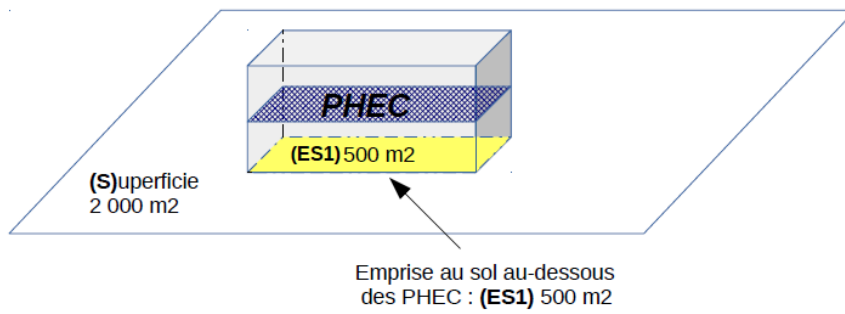 PHEC
(ES1) 500 m2
(S)uperficie
2 000 m2
Emprise au sol au-dessous
des PHEC : (ES1) 500 m2